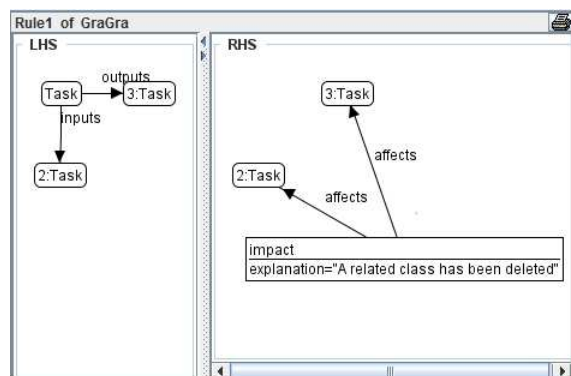 Rule1 of GraGra
LHS
outputs
Task
3:Task
inputs
2:Task
RHS
3:Task
affects
2:Task
affects
impact
explanation="A related class has been deleted"